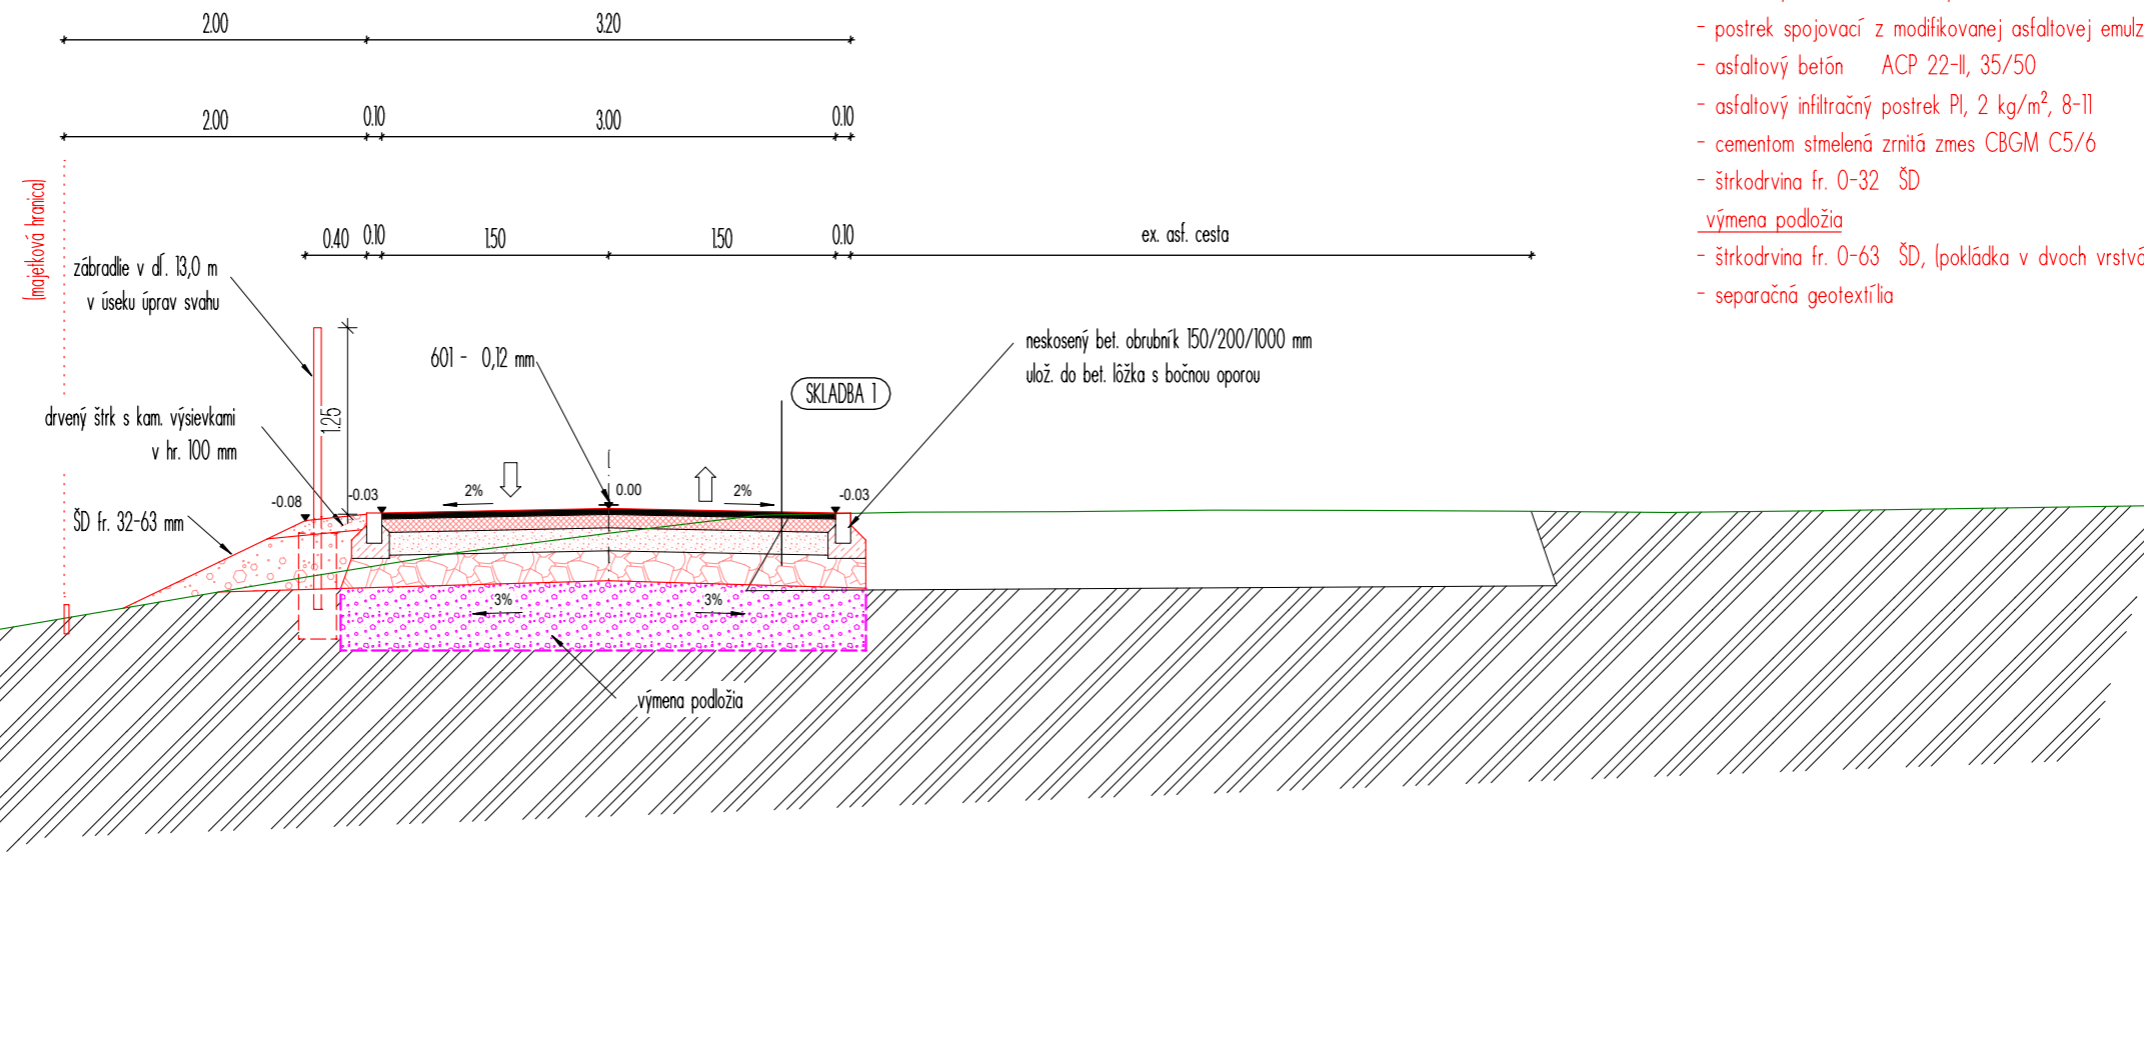 2.00
3.20
2.00
0.10
3.00
0.10
(majetková hranica)
0.40
0.10
1.50
1.50
0.10
ex. asf. cesta
zábradlie v dĺ. 13,0 m
v úseku úprav svahu
1.25
601 - 0,12 mm
neskosený bet. obrubník 150/200/1000 mm
ulož. do bet. lôžka s bočnou oporou
SKLADBA 1
drvený štrk s kam. výsievkami
v hr. 100 mm
-0.08
-0.03
2%
0.00
2%
-0.03
ŠD fr. 32-63 mm
3%
3%
výmena podložia
- postrek spojovací z modifikovanej asfaltovej emulz
- asfaltový betón ACP 22-II, 35/50
- asfaltový infiltračný postrek PI, 2 kg/m², 8-11
- cementom stmelená zrnitá zmes CBGM C5/6
- štrkodrvina fr. 0-32 ŠD
výmena podložia
- štrkodrvina fr. 0-63 ŠD, (pokládka v dvoch vrstvá
- separačná geotextília